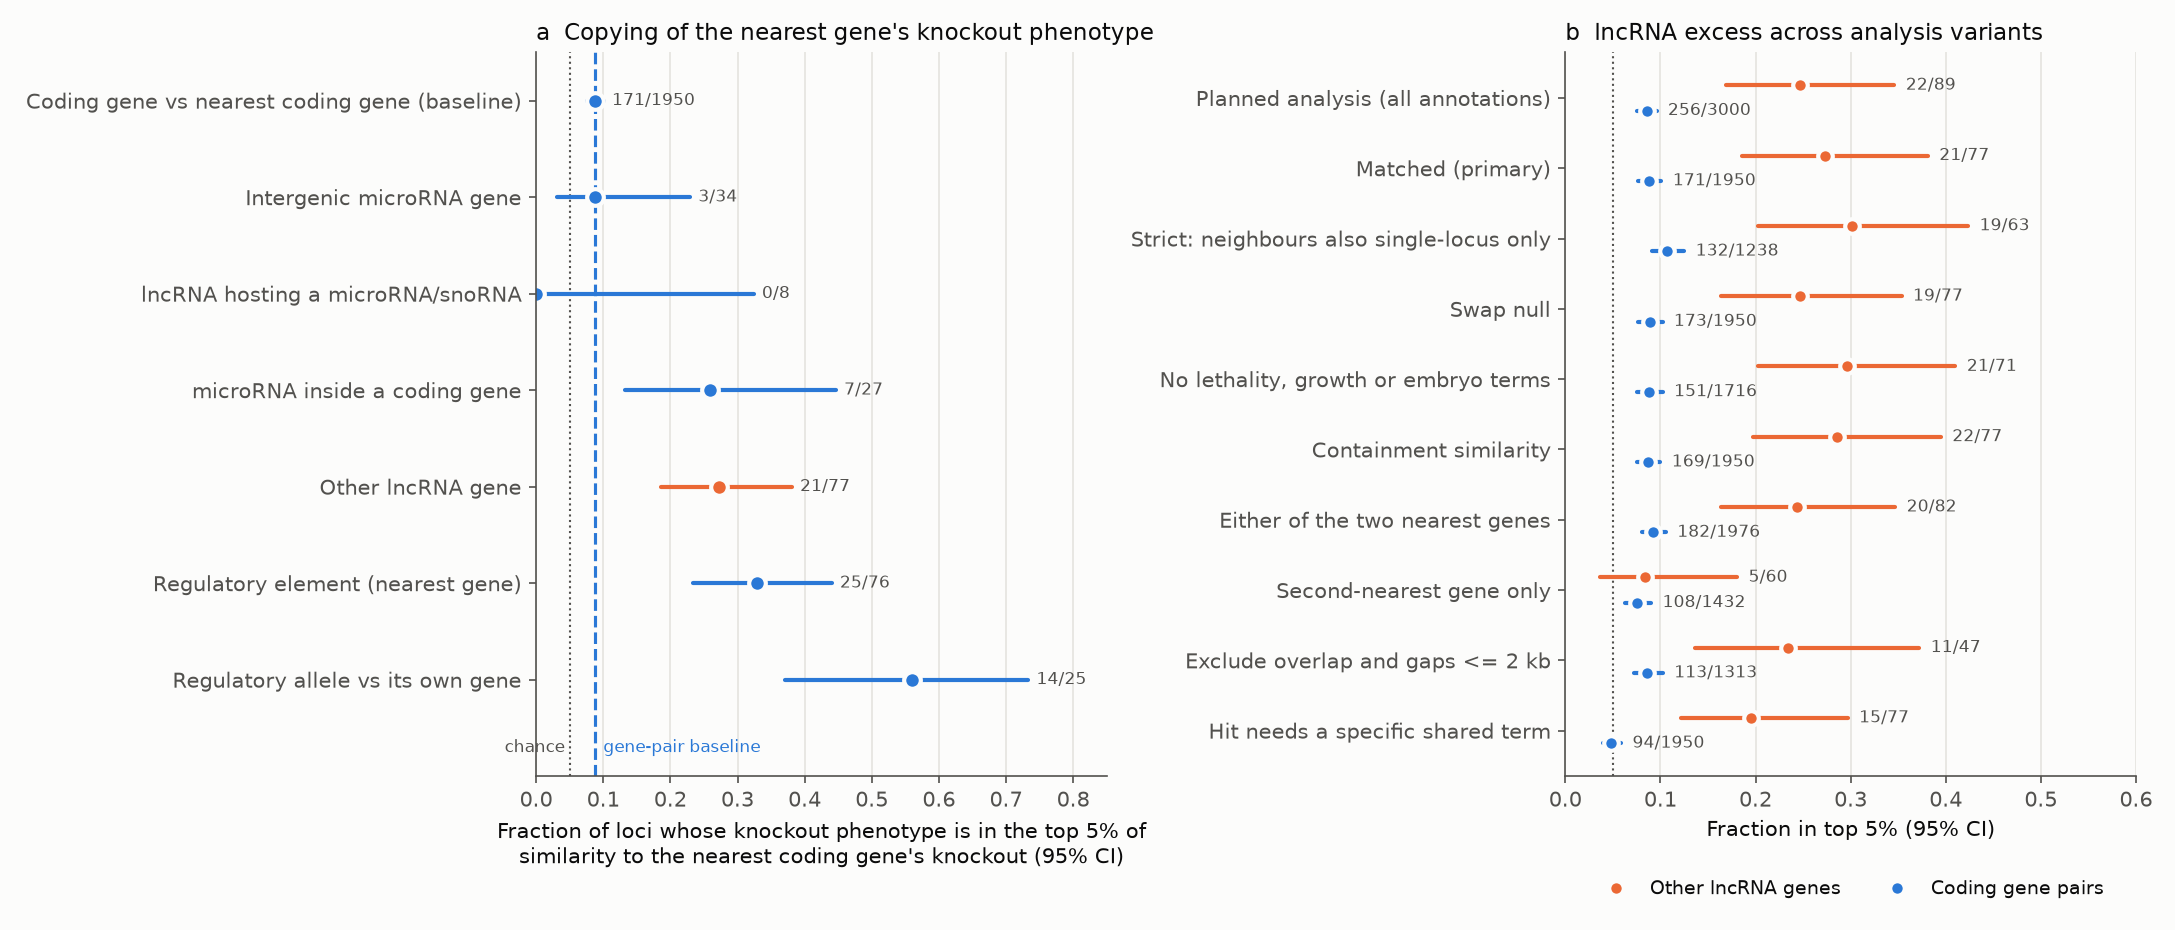 a  Copying of the nearest gene's knockout phenotype
Coding gene vs nearest coding gene (baseline)
171/1950
Intergenic microRNA gene
3/34
lncRNA hosting a microRNA/snoRNA
0/8
microRNA inside a coding gene
7/27
Other lncRNA gene
21/77
Regulatory element (nearest gene)
25/76
Regulatory allele vs its own gene
14/25
chance
gene-pair baseline
0.0 0.1 0.2 0.3 0.4 0.5 0.6 0.7 0.8
Fraction of loci whose knockout phenotype is in the top 5% of
similarity to the nearest coding gene's knockout (95% CI)
b  lncRNA excess across analysis variants
Planned analysis (all annotations)
22/89
256/3000
Matched (primary)
21/77
171/1950
Strict: neighbours also single-locus only
19/63
132/1238
Swap null
19/77
173/1950
No lethality, growth or embryo terms
21/71
151/1716
Containment similarity
22/77
169/1950
Either of the two nearest genes
20/82
182/1976
Second-nearest gene only
5/60
108/1432
Exclude overlap and gaps <= 2 kb
11/47
113/1313
Hit needs a specific shared term
15/77
94/1950
0.0 0.1 0.2 0.3 0.4 0.5 0.6
Fraction in top 5% (95% CI)
Other lncRNA genes
Coding gene pairs